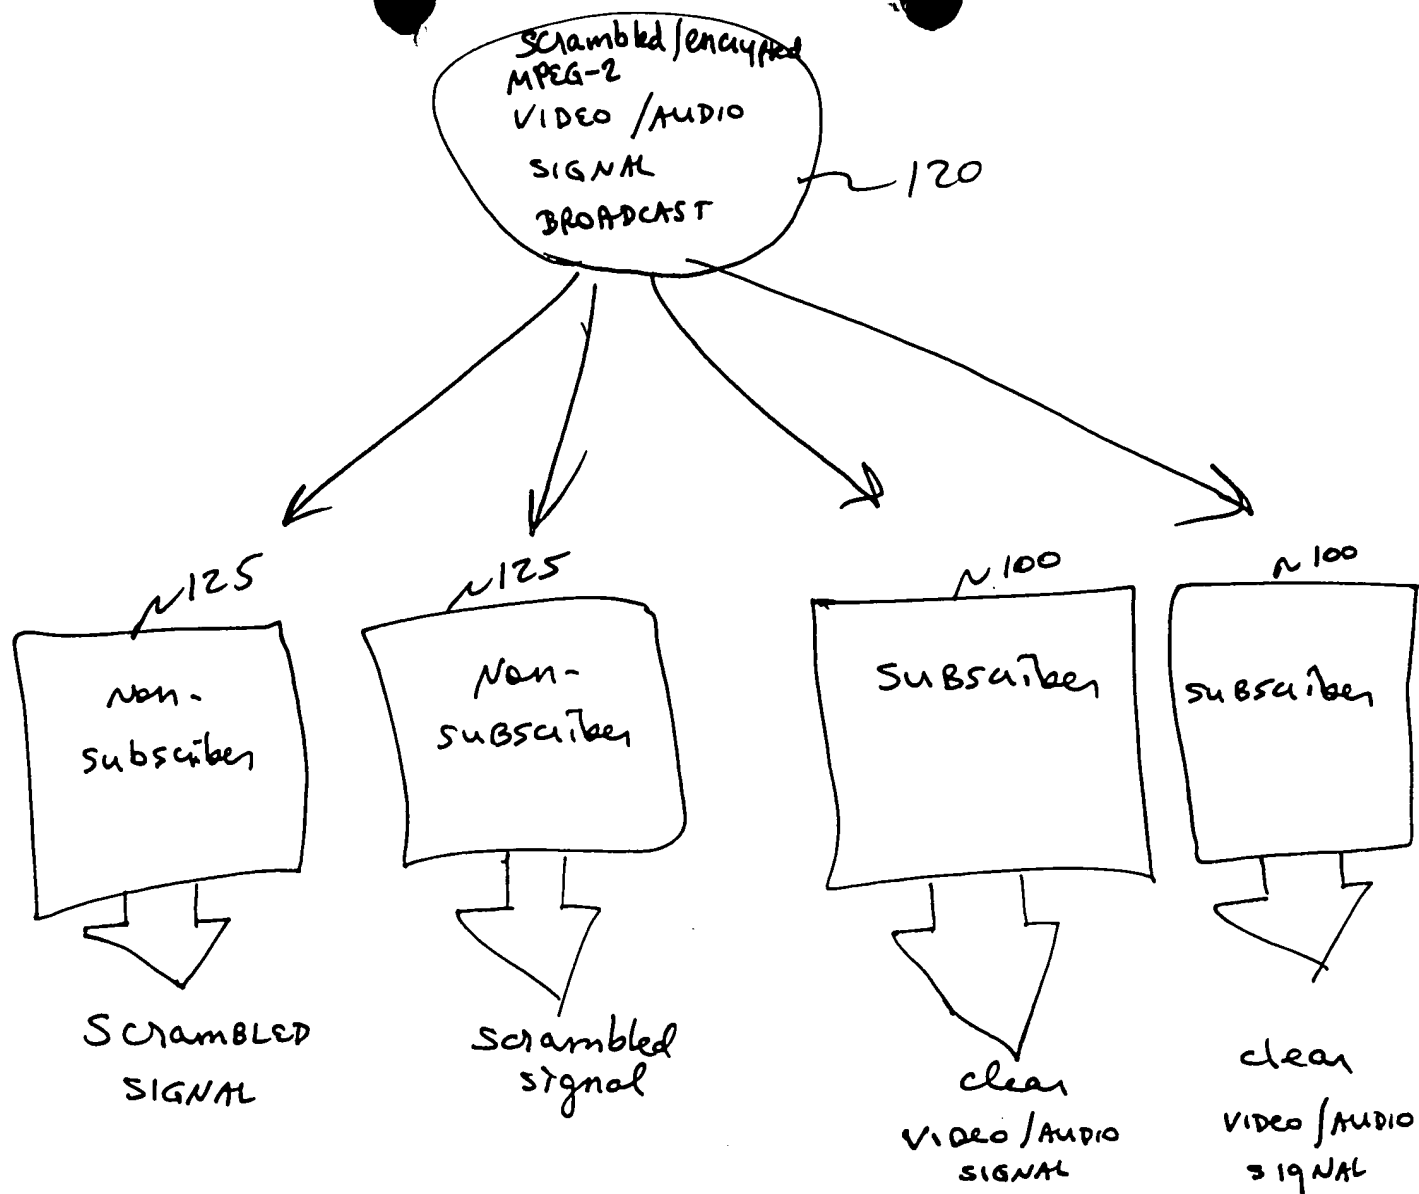 Scrambled/encrypted
MPEG-2
VIDEO /AUDIO
SIGNAL
BROADCAST
120
125
125
100
100
Non-
subscriber
Non-
SUBSCriber
SUBSCriber
SUBSCriber
SCramBLED
SIGNAL
Scrambled
signal
clear
VIDEO /AUDIO
SIGNAL
clear
VIDEO /AUDIO
SIGNAL